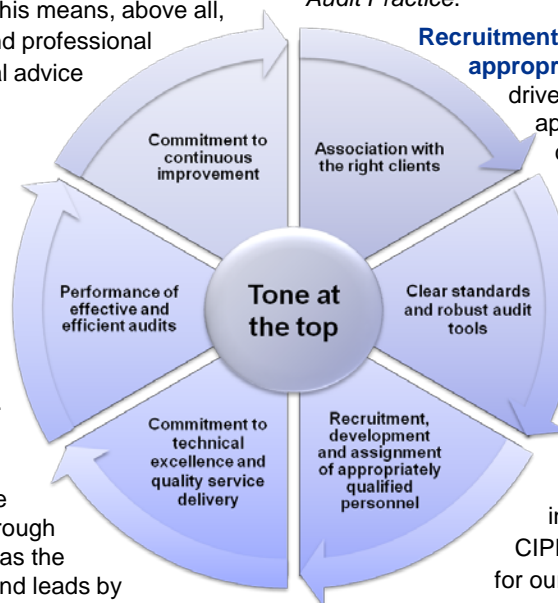 his means, above all,
nd professional
al advice
Audit Practice.
Recruitment
appropr
drive
ap
Commitment to
continuous
improvement
Association with
the right clients
Clear standards
and robust audit
tools
Recruitment,
development
and assignment
of appropriately
qualified
personnel
Commitment to
technical
excellence and
quality service
delivery
Performance of
effective and
efficient audits
Tone at
the top
e
rough
as the
nd leads by
in
CIPI
for ou